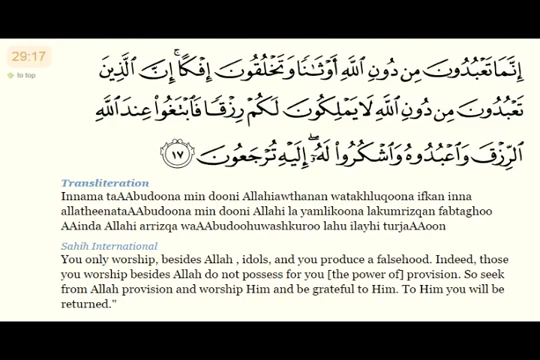 29:17
to top
إِنَّمَا تَعْبُدُونَ مِن دُونِ ٱللَّهِ أَوْثَـٰنًا وَتَخْلُقُونَ إِفْكًا ۚ إِنَّ ٱلَّذِينَ
تَعْبُدُونَ مِن دُونِ ٱللَّهِ لَا يَمْلِكُونَ لَكُمْ رِزْقًا فَٱبْتَغُوا۟ عِندَ ٱللَّهِ
ٱلرِّزْقَ وَٱعْبُدُوهُ وَٱشْكُرُوا۟ لَهُۥٓ ۖ إِلَيْهِ تُرْجَعُونَ ١٧
Transliteration
Innama taAAbudoona min dooni Allahiawthanan watakhluqoona ifkan inna
allatheenataAAbudoona min dooni Allahi la yamlikoona lakumrizqan fabtaghoo
AAinda Allahi arrizqa waAAbudoohuwashkuroo lahu ilayhi turjaAAoon
Sahih International
You only worship, besides Allah , idols, and you produce a falsehood. Indeed, those
you worship besides Allah do not possess for you [the power of] provision. So seek
from Allah provision and worship Him and be grateful to Him. To Him you will be
returned."